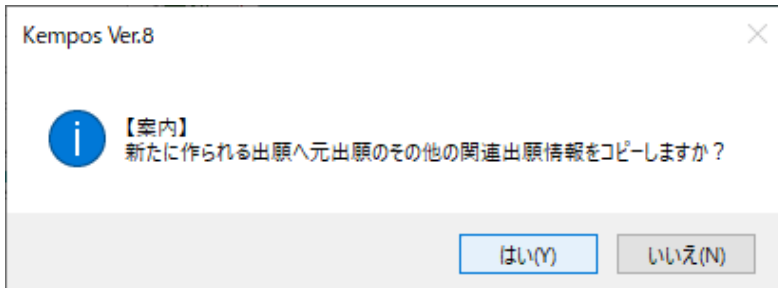 Kempos Ver.8
【案内】
新たに作られる出願へ元出願のその他の関連出願情報をコピーしますか？
はい(Y)
いいえ(N)